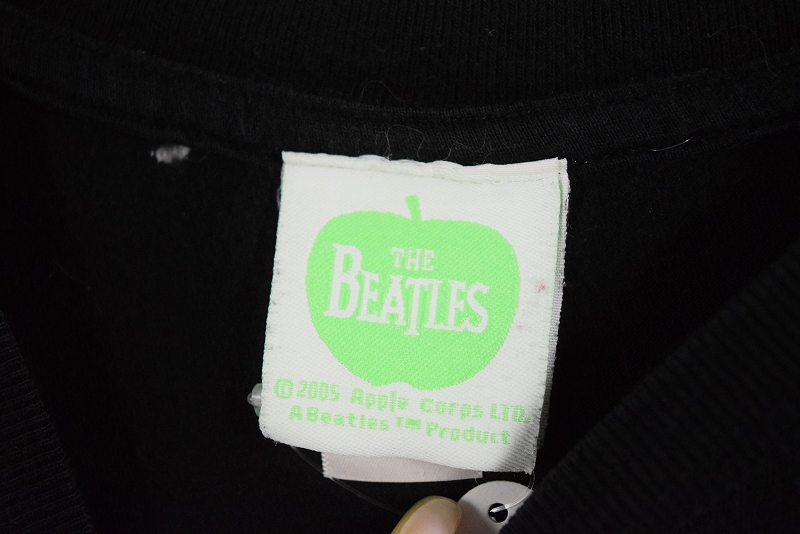 THE
BEATLES
©2005 Apple Corps LTD.
A Beatles™ Product